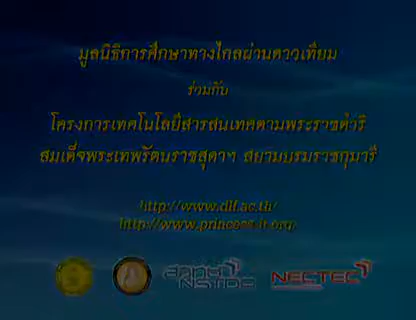 มูลนิธิการศึกษาทางไกลผ่านดาวเทียม
ร่วมกับ
โครงการเทคโนโลยีสารสนเทศตามพระราชดำริ
สมเด็จพระเทพรัตนราชสุดาฯ สยามบรมราชกุมารี
http://www.dlf.ac.th/
http://www.princess.it.org/
สวทช
NSTDA
NECTEC